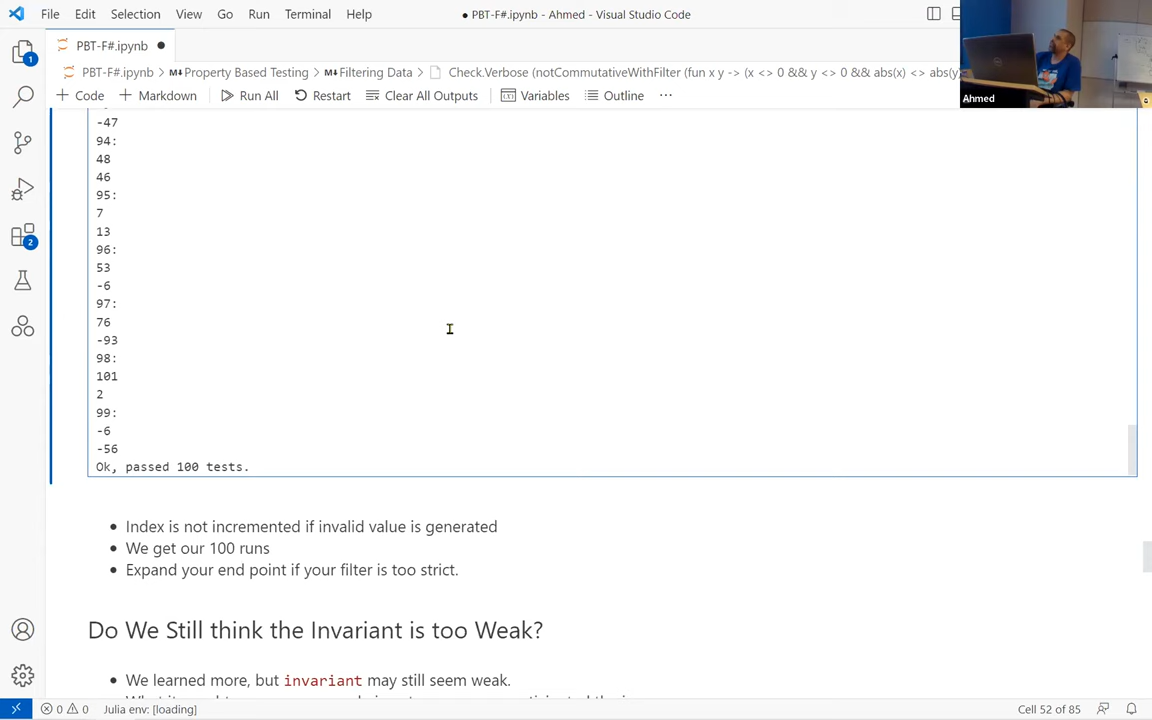 File Edit Selection View Go Run Terminal Help
● PBT-F#.ipynb - Ahmed - Visual Studio Code
PBT-F#.ipynb ●
PBT-F#.ipynb > M↓Property Based Testing > M↓Filtering Data > Check.Verbose (notCommutativeWithFilter (fun x y -> (x <> 0 && y <> 0 && abs(x) <> abs(y
+ Code + Markdown Run All Restart Clear All Outputs Variables Outline ...
Ahmed
-47
94:
48
46
95:
7
13
96:
53
-6
97:
76
-93
98:
101
2
99:
-6
-56
Ok, passed 100 tests.
1
2
• Index is not incremented if invalid value is generated
• We get our 100 runs
• Expand your end point if your filter is too strict.
Do We Still think the Invariant is too Weak?
• We learned more, but invariant may still seem weak.
0 0 Julia env: [loading]
Cell 52 of 85